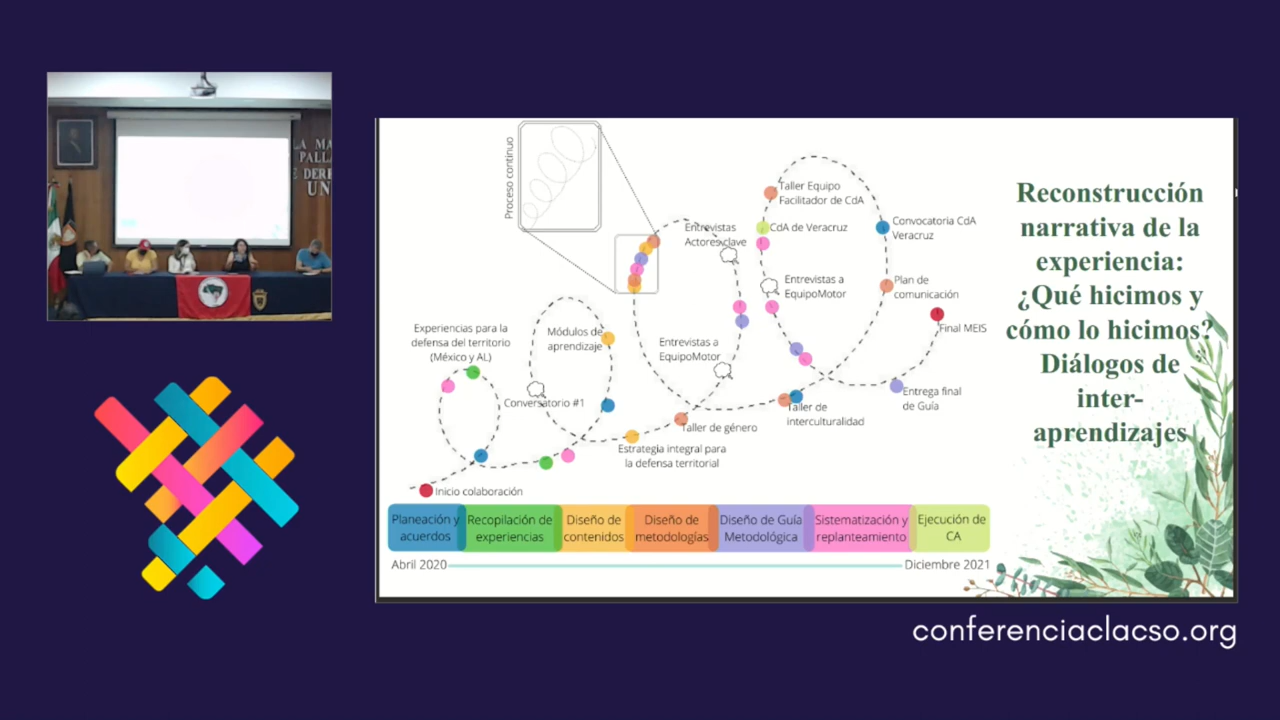 LA MA
PALL
E DERE
UN
Proceso continuo
Taller Equipo
Facilitador de CdA
Entrevistas
Actores clave
CdA de Veracruz
Convocatoria CdA
Veracruz
Entrevistas a
EquipoMotor
Plan de
comunicación
Final MEIS
Experiencias para la
defensa del territorio
(México y AL)
Módulos de
aprendizaje
Entrevistas a
EquipoMotor
Conversatorio #1
Entrega final
de Guía
Taller de
interculturalidad
Taller de género
Estrategia integral para
la defensa territorial
Inicio colaboración
Planeación y
acuerdos
Recopilación de
experiencias
Diseño de
contenidos
Diseño de
metodologías
Diseño de Guía
Metodológica
Sistematización y
replanteamiento
Ejecución de
CA
Abril 2020
Diciembre 2021
Reconstrucción
narrativa de la
experiencia:
¿Qué hicimos y
cómo lo hicimos?
Diálogos de
inter-
aprendizajes
conferenciaclacso.org